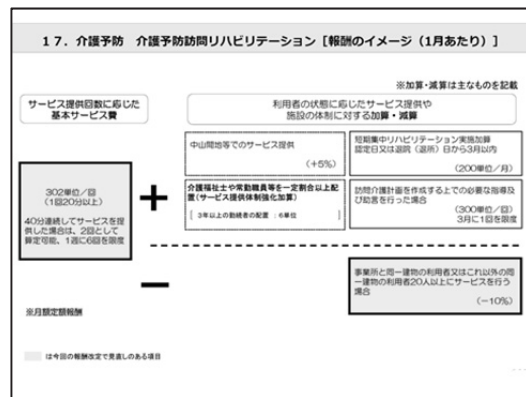 17．介護予防　介護予防訪問リハビリテーション［報酬のイメージ（1月あたり）］
※加算・減算は主なものを記載
サービス提供回数に応じた
基本サービス費
利用者の状態に応じたサービス提供や
施設の体制に対する加算・減算
302単位／回
（1回20分以上）
40分連続してサービスを提
供した場合は、2回として
算定可能、1週に6回を限度
＋
中山間地等でのサービス提供
（+5%）
短期集中リハビリテーション実施加算
認定日又は退院（退所）日から3月以内
（200単位／月）
介護福祉士や常勤職員等を一定割合以上配
置（サービス提供体制強化加算）
［ 3年以上の勤続者の配置 ：6単位 ］
訪問介護計画を作成する上での必要な指導及
び助言を行った場合
（300単位／回）
3月に1回を限度
－
事業所と同一建物の利用者又はこれ以外の同
一建物の利用者20人以上にサービスを行う
場合
（−10%）
※月額定額報酬
は今回の報酬改定で見直しのある項目